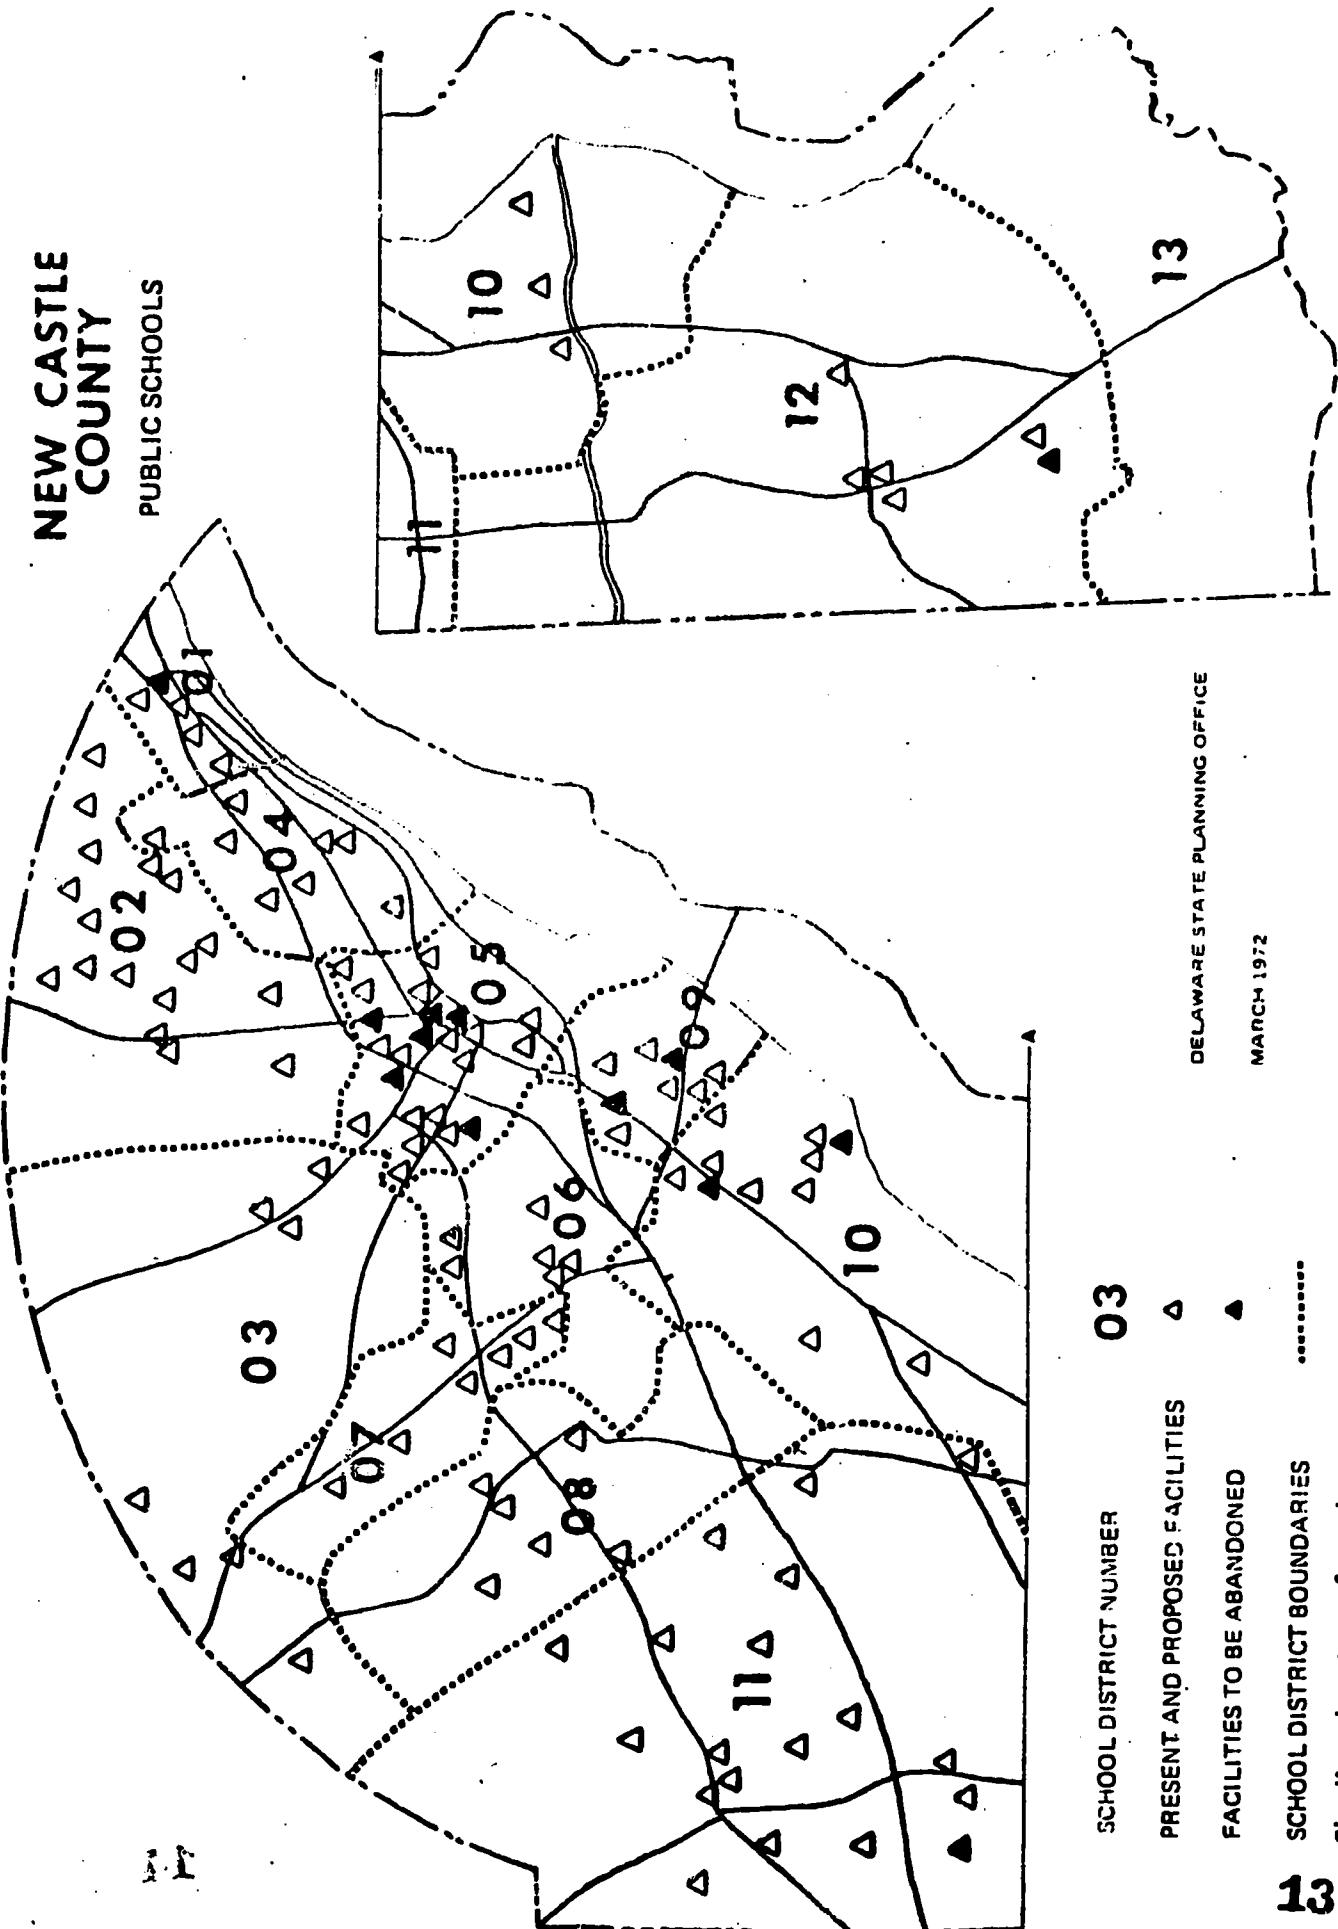 NEW CASTLE
COUNTY
PUBLIC SCHOOLS
01
02
03
04
05
06
07
08
09
10
11
10
11
12
13
SCHOOL DISTRICT NUMBER 03
PRESENT AND PROPOSED FACILITIES
FACILITIES TO BE ABANDONED
SCHOOL DISTRICT BOUNDARIES
DELAWARE STATE PLANNING OFFICE
MARCH 1972
13